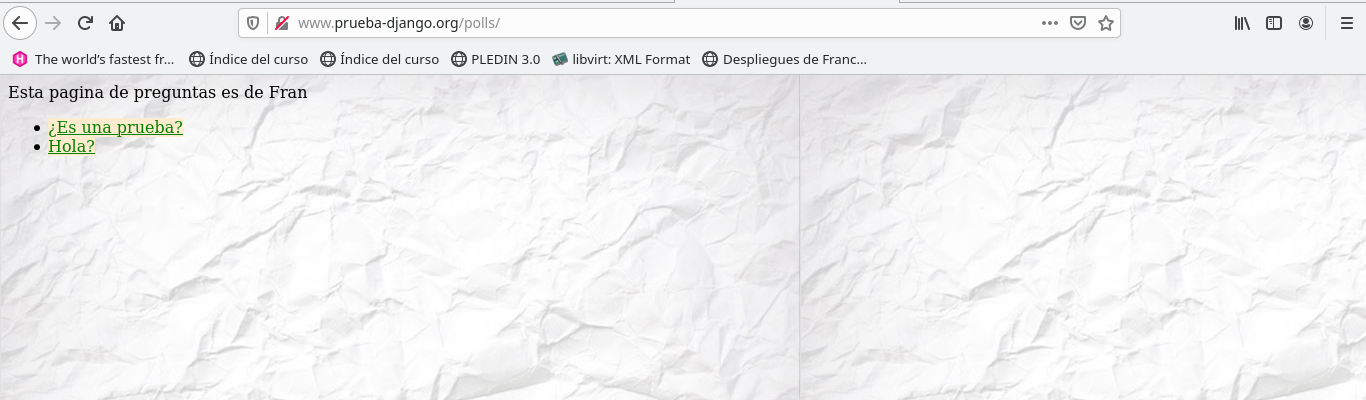 www.prueba-django.org/polls/
The world's fastest fr... Índice del curso Índice del curso PLEDIN 3.0 libvirt: XML Format Despliegues de Franc...
Esta pagina de preguntas es de Fran
¿Es una prueba?
Hola?